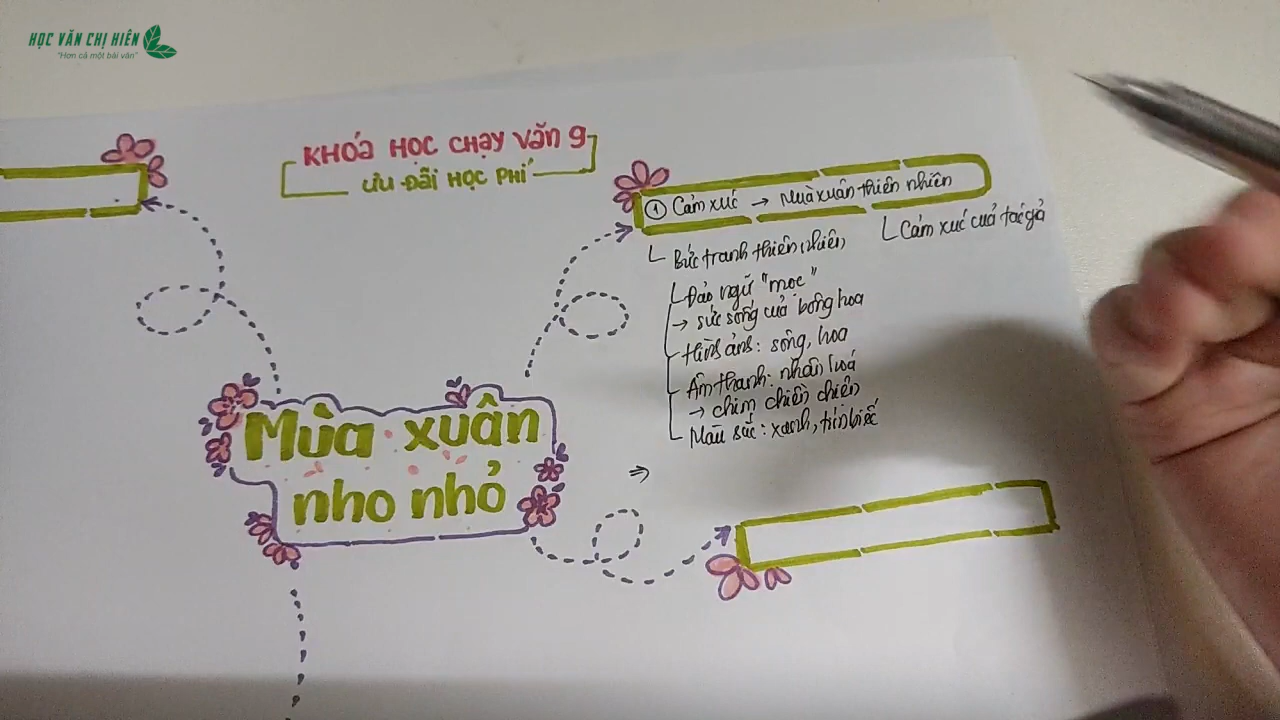 HỌC VĂN CHỊ HIÊN
"Hơn cả một bài văn"
KHÓA HỌC CHẠY VĂN 9
ƯU ĐÃI HỌC PHÍ
① Cảm xúc → Mùa xuân thiên nhiên
Bức tranh thiên nhiên
Đảo ngữ "mọc"
→ sức sống của bông hoa
Hình ảnh: sông, hoa
Âm thanh: nhân hoá
→ chim chiền chiện
Màu sắc: xanh, tím biếc
⇒
Cảm xúc của tác giả
Mùa xuân
nho nhỏ